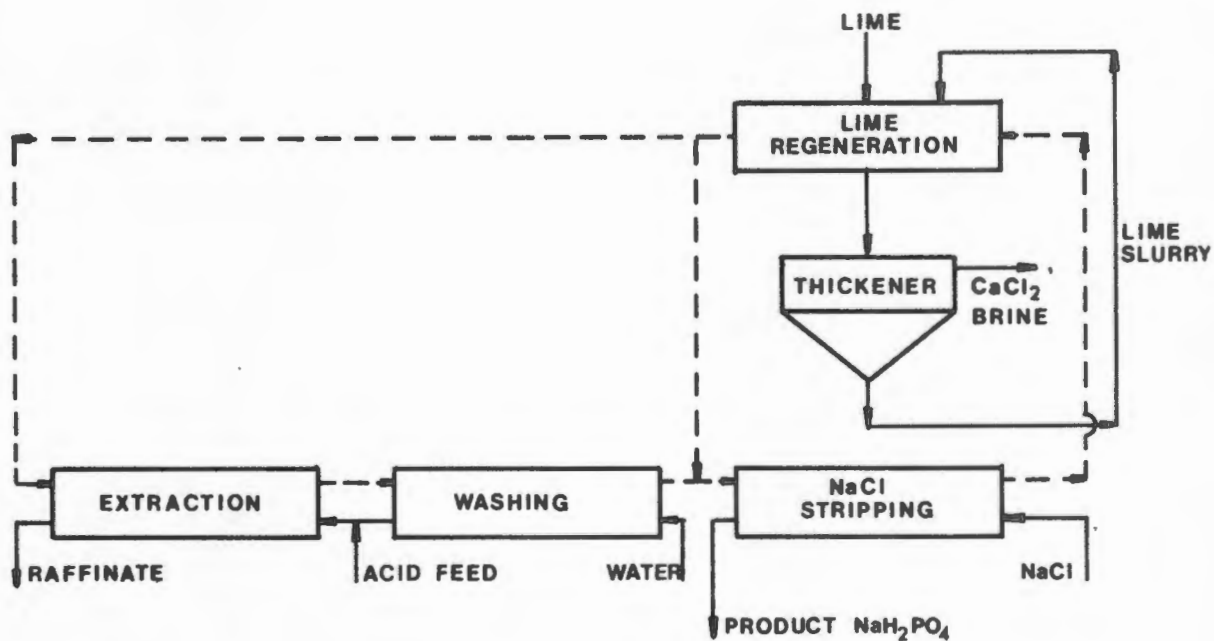 LIME
LIME
REGENERATION
LIME
SLURRY
THICKENER
CaCl₂
BRINE
EXTRACTION
WASHING
NaCl
STRIPPING
RAFFINATE
ACID FEED
WATER
NaCl
PRODUCT NaH₂PO₄